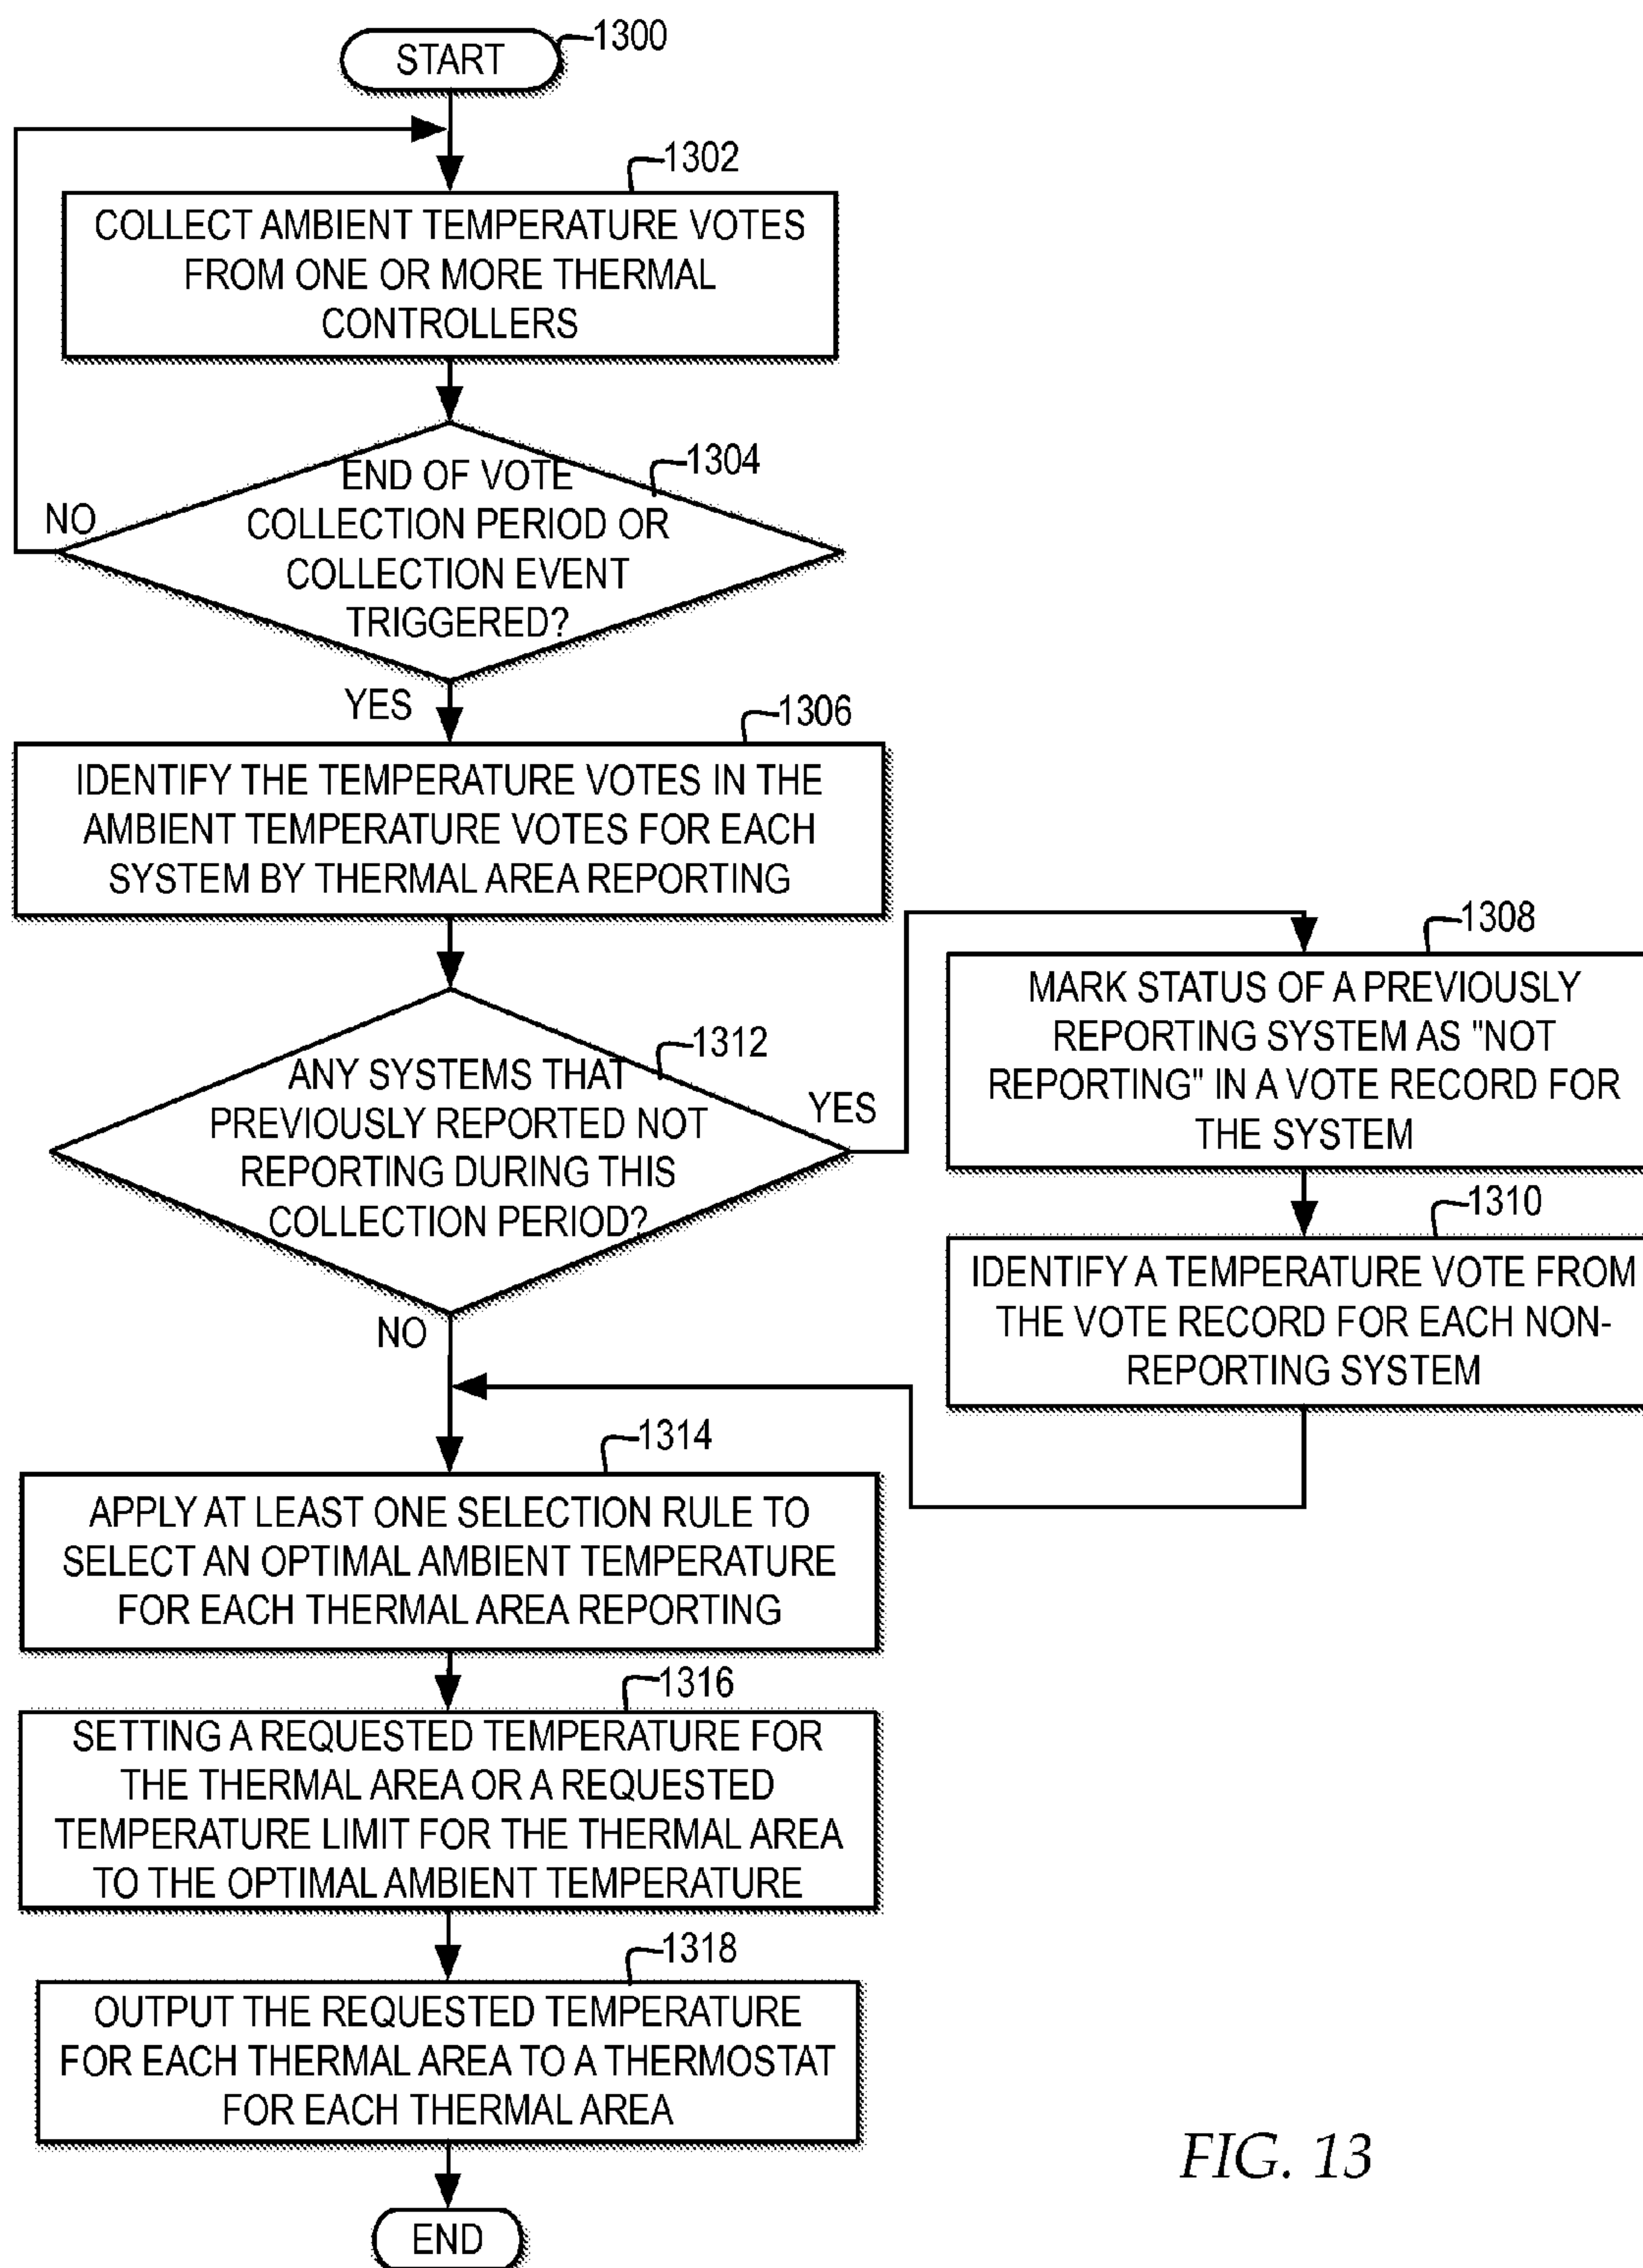 START
1300
1302
COLLECT AMBIENT TEMPERATURE VOTES
FROM ONE OR MORE THERMAL
CONTROLLERS
1304
END OF VOTE
COLLECTION PERIOD OR
COLLECTION EVENT
TRIGGERED?
NO
YES
1306
IDENTIFY THE TEMPERATURE VOTES IN THE
AMBIENT TEMPERATURE VOTES FOR EACH
SYSTEM BY THERMAL AREA REPORTING
1312
ANY SYSTEMS THAT
PREVIOUSLY REPORTED NOT
REPORTING DURING THIS
COLLECTION PERIOD?
YES
NO
1308
MARK STATUS OF A PREVIOUSLY
REPORTING SYSTEM AS "NOT
REPORTING" IN A VOTE RECORD FOR
THE SYSTEM
1310
IDENTIFY A TEMPERATURE VOTE FROM
THE VOTE RECORD FOR EACH NON-
REPORTING SYSTEM
1314
APPLY AT LEAST ONE SELECTION RULE TO
SELECT AN OPTIMAL AMBIENT TEMPERATURE
FOR EACH THERMAL AREA REPORTING
1316
SETTING A REQUESTED TEMPERATURE FOR
THE THERMAL AREA OR A REQUESTED
TEMPERATURE LIMIT FOR THE THERMAL AREA
TO THE OPTIMAL AMBIENT TEMPERATURE
1318
OUTPUT THE REQUESTED TEMPERATURE
FOR EACH THERMAL AREA TO A THERMOSTAT
FOR EACH THERMAL AREA
END
FIG. 13